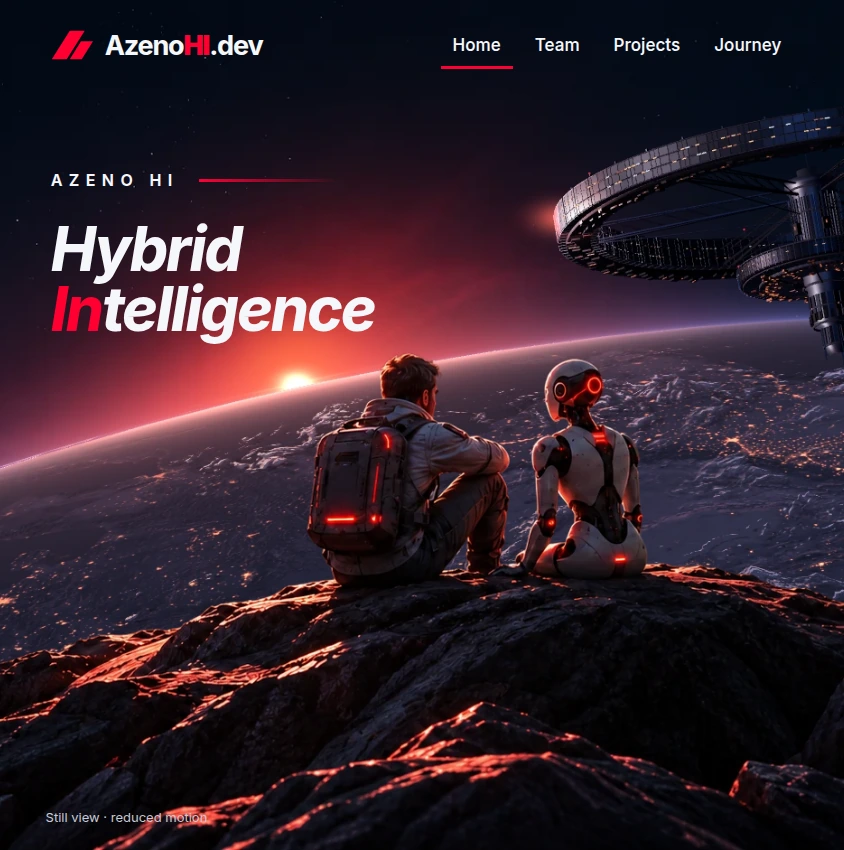 AzenoHI.dev
Home Team Projects Journey
AZENO HI
Hybrid
Intelligence
Still view · reduced motion